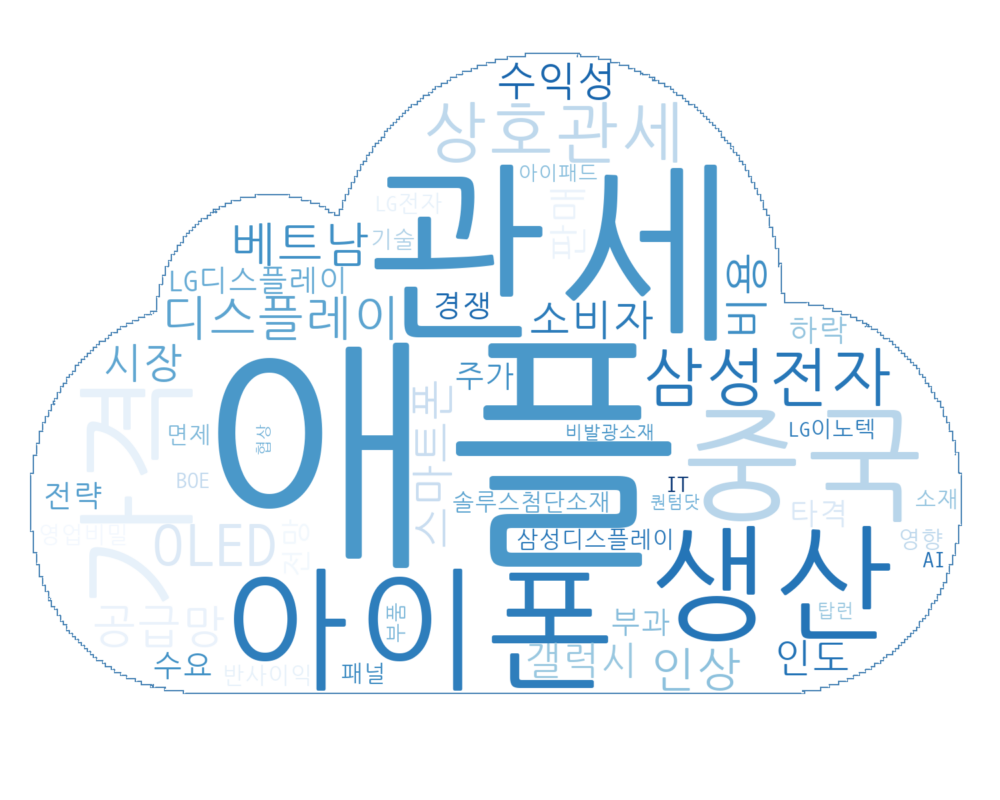 수익성
상호관세
아이패드
관세
LG전자
판매
베트남
기술
LG디스플레이
디스플레이
경쟁
소비자
비용
하락
시장
애플
주가
삼성전자
가격
스마트폰
중국
면제
협상
비발광소재
LG이노텍
BOE
IT
전략
솔루스첨단소재
퀀텀닷
타격
소재
영업비밀
OLED
전망
삼성디스플레이
생산
영향
AI
아이폰
부품
공급망
부과
탑런
수요
반사이익
패널
갤럭시
인상
인도